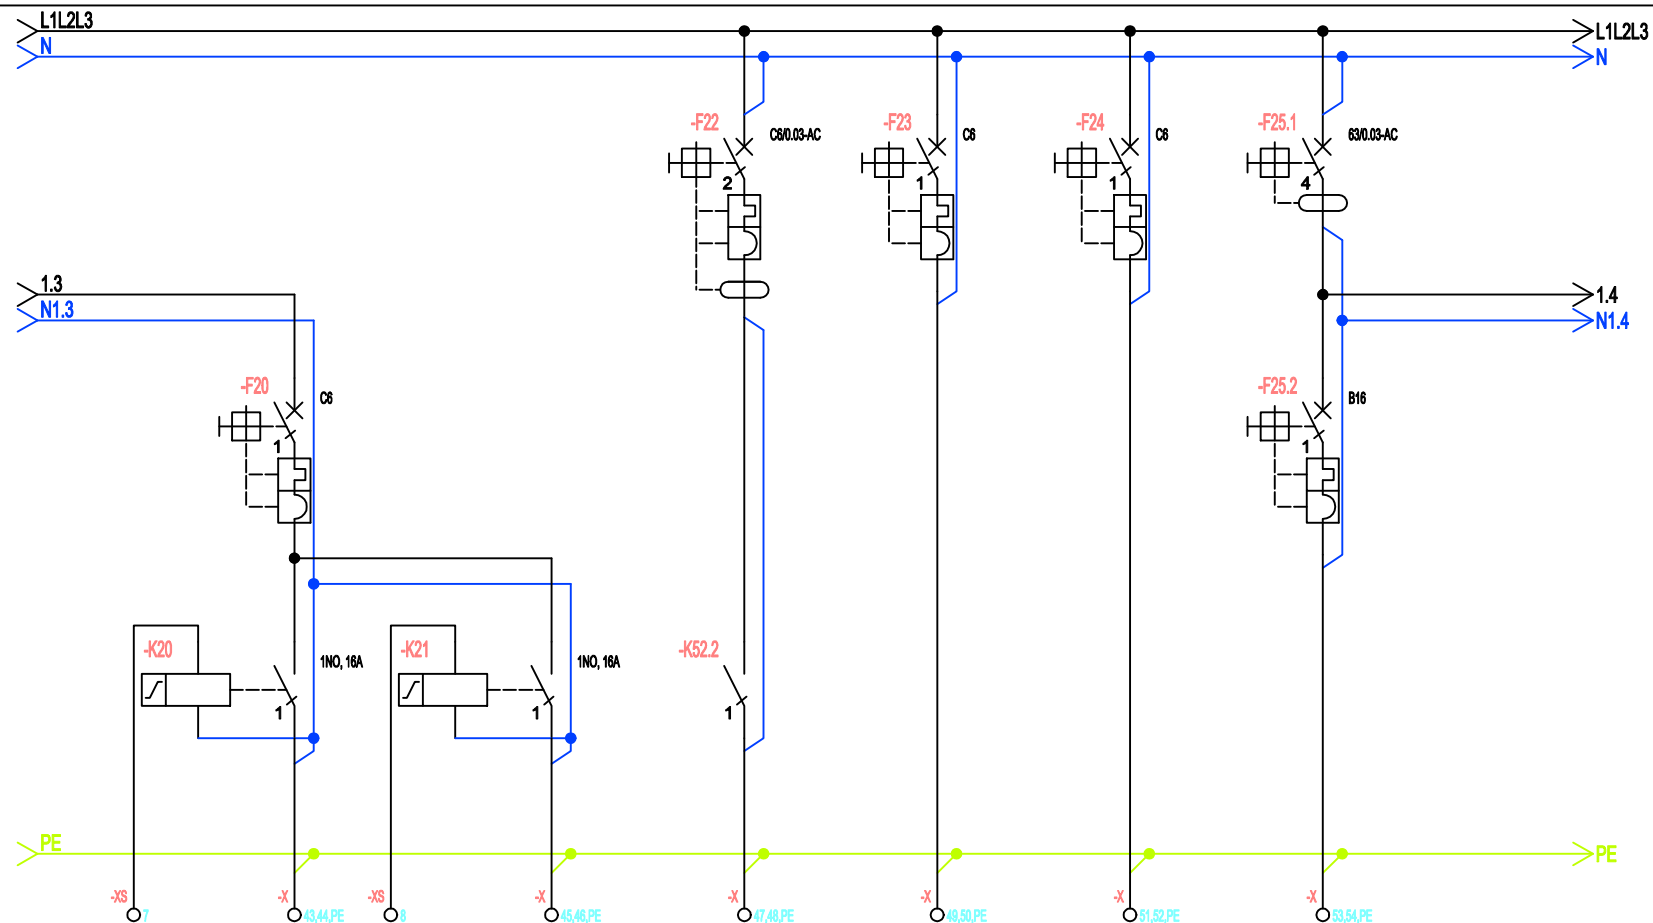 L1L2L3
L1L2L3
N
N
-F22
C6/0.03-AC
-F23
C6
-F24
C6
-F25.1
63/0.03-AC
2
1
1
4
1.3
1.4
N1.3
N1.4
-F20
C6
-F25.2
B16
1
1
-K20
1NO, 16A
-K21
1NO, 16A
-K52.2
1
1
1
PE
PE
-XS
-X
-XS
-X
-X
-X
-X
-X
7
43,44,PE
8
45,46,PE
47,48,PE
49,50,PE
51,52,PE
53,54,PE